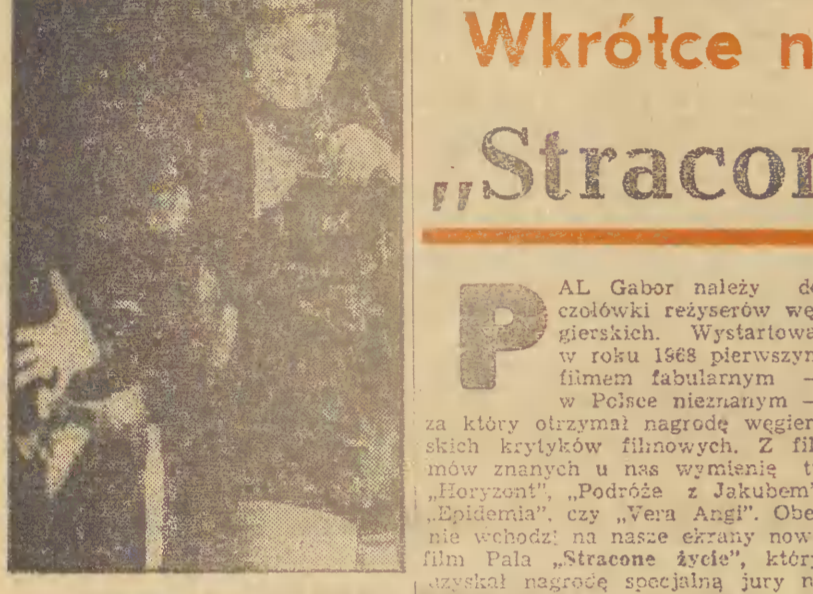 Wkrótce n
„Stracon
PAL Gabor należy do
czołówki reżyserów wę
gierskich. Wystartowa
w roku 1968 pierwszym
filmem fabularnym –
w Polsce nieznanym –
za który otrzymał nagrodę węgier
skich krytyków filmowych. Z fil
mów znanych u nas wymienię t
„Horyzont”, „Podróże z Jakubem”
„Epidemia”, czy „Vera Angi”. Obe
nie wchodzi na nasze ekrany now
film Pala „Stracone życie”, któr
uzyskał nagrodę specjalną jury n